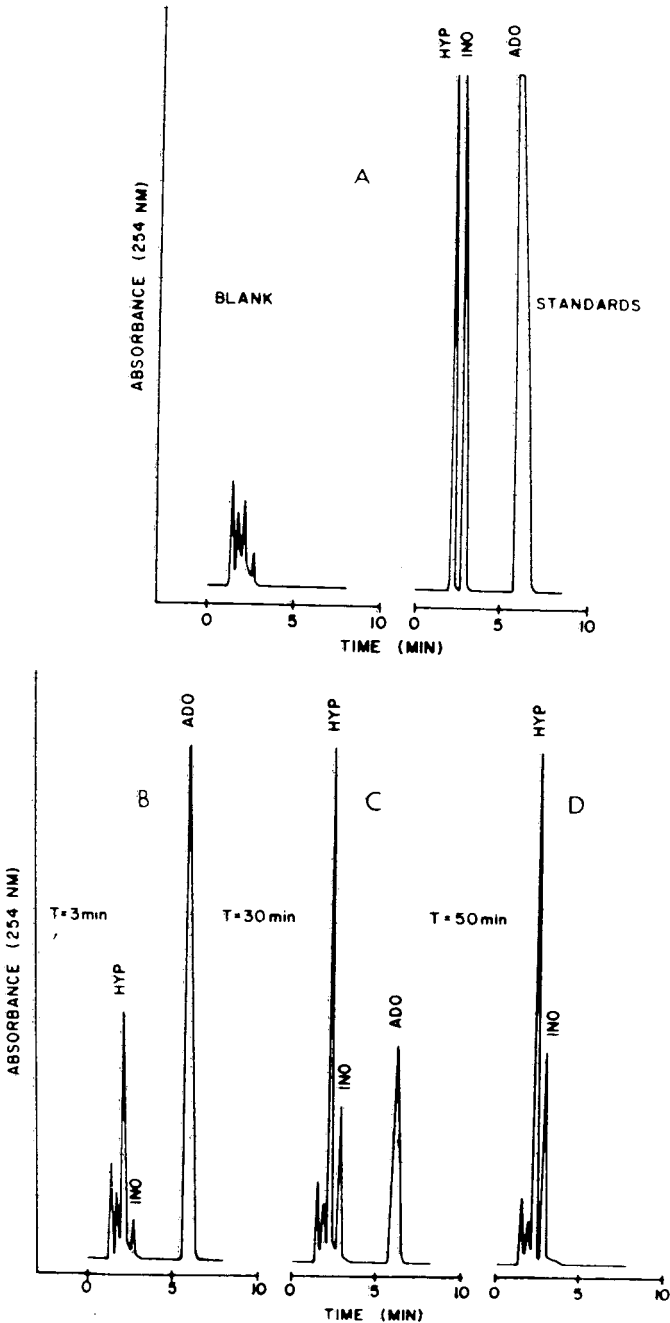 HYP INO ADO
A
ABSORBANCE (254 NM)
BLANK
STANDARDS
0 5 10 0 5 10
TIME (MIN)
ADO
HYP
HYP
B
C
D
ABSORBANCE (254 NM)
T=3min
T=30min
T=50min
HYP
INO
INO
ADO
INO
0 5 10 0 5 10 0 5 10
TIME (MIN)